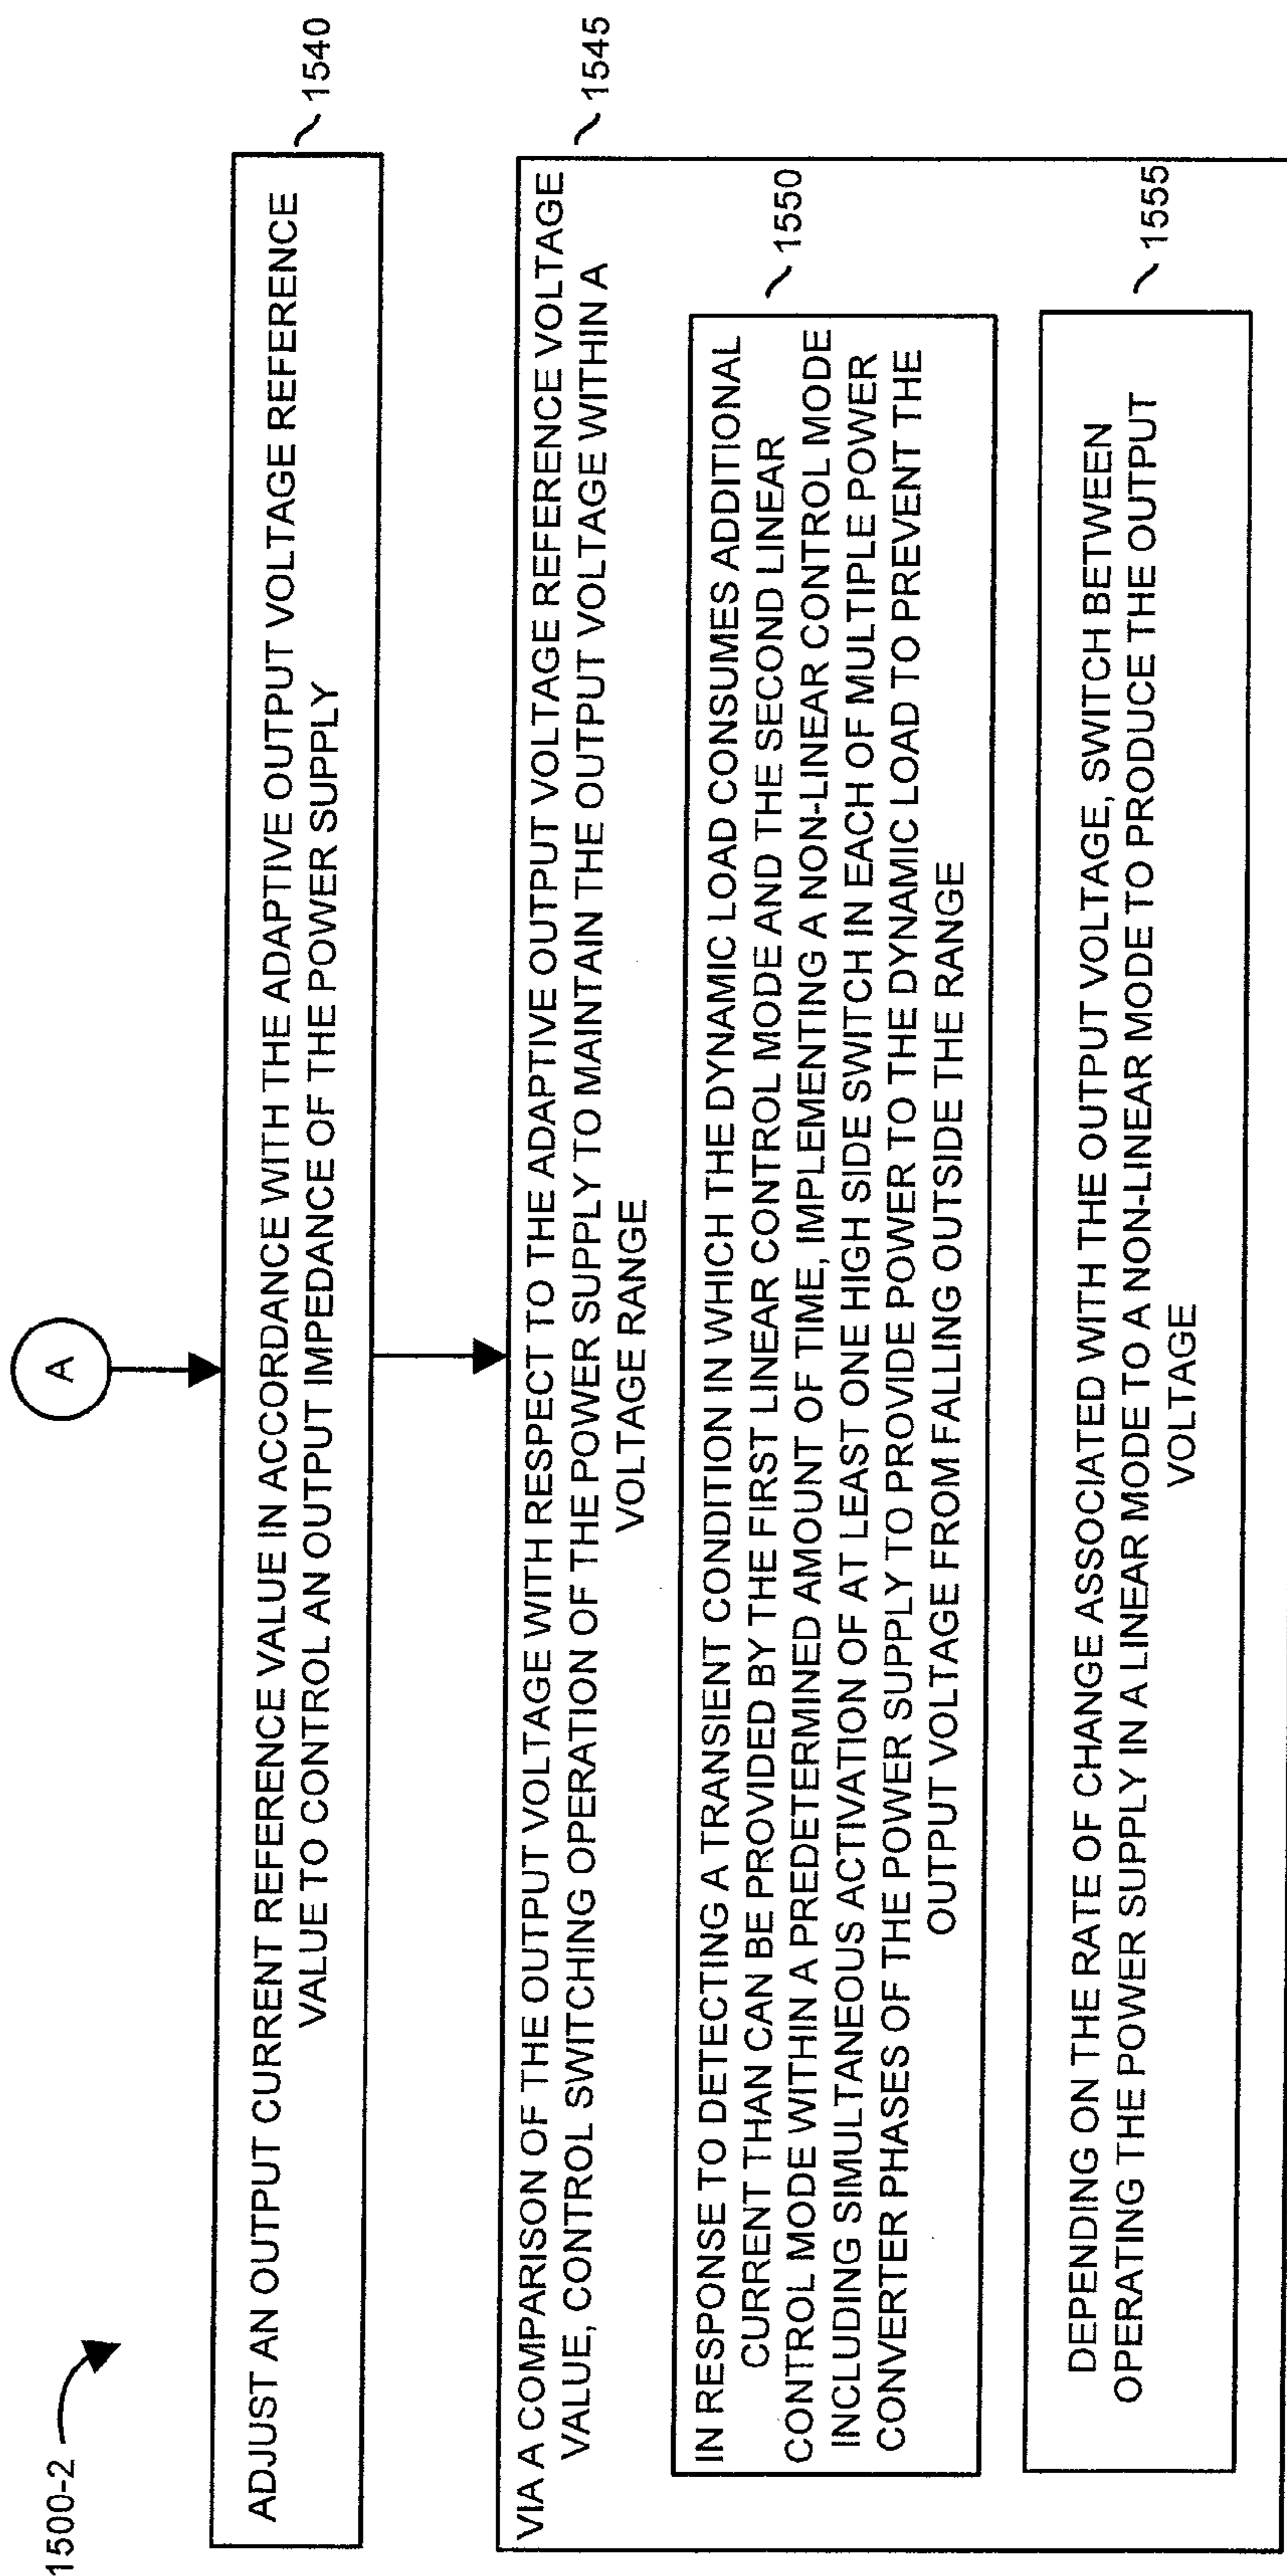 1500-2
A
ADJUST AN OUTPUT CURRENT REFERENCE VALUE IN ACCORDANCE WITH THE ADAPTIVE OUTPUT VOLTAGE REFERENCE
VALUE TO CONTROL AN OUTPUT IMPEDANCE OF THE POWER SUPPLY
1540
VIA A COMPARISON OF THE OUTPUT VOLTAGE WITH RESPECT TO THE ADAPTIVE OUTPUT VOLTAGE REFERENCE VOLTAGE
VALUE, CONTROL SWITCHING OPERATION OF THE POWER SUPPLY TO MAINTAIN THE OUTPUT VOLTAGE WITHIN A
VOLTAGE RANGE
1545
IN RESPONSE TO DETECTING A TRANSIENT CONDITION IN WHICH THE DYNAMIC LOAD CONSUMES ADDITIONAL
CURRENT THAN CAN BE PROVIDED BY THE FIRST LINEAR CONTROL MODE AND THE SECOND LINEAR
CONTROL MODE WITHIN A PREDETERMINED AMOUNT OF TIME, IMPLEMENTING A NON-LINEAR CONTROL MODE
INCLUDING SIMULTANEOUS ACTIVATION OF AT LEAST ONE HIGH SIDE SWITCH IN EACH OF MULTIPLE POWER
CONVERTER PHASES OF THE POWER SUPPLY TO PROVIDE POWER TO THE DYNAMIC LOAD TO PREVENT THE
OUTPUT VOLTAGE FROM FALLING OUTSIDE THE RANGE
1550
DEPENDING ON THE RATE OF CHANGE ASSOCIATED WITH THE OUTPUT VOLTAGE, SWITCH BETWEEN
OPERATING THE POWER SUPPLY IN A LINEAR MODE TO A NON-LINEAR MODE TO PRODUCE THE OUTPUT
VOLTAGE
1555